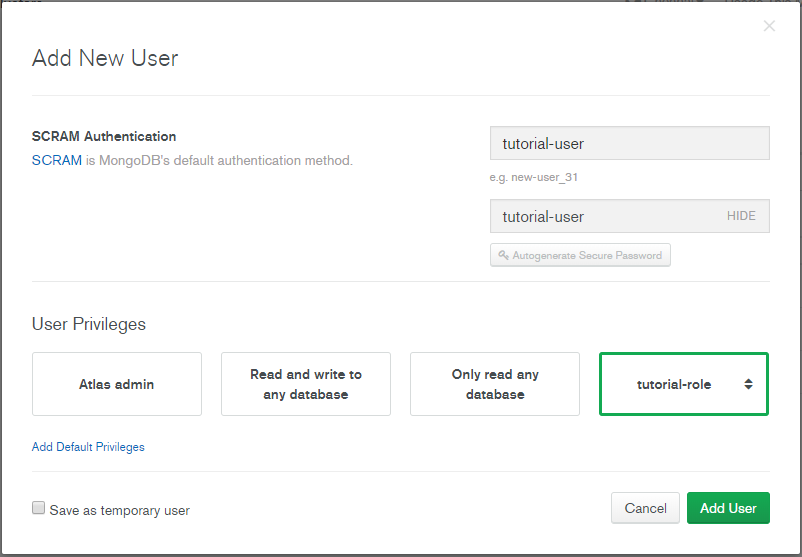 Add New User
SCRAM Authentication
SCRAM is MongoDB's default authentication method.
tutorial-user
e.g. new-user_31
tutorial-user HIDE
Autogenerate Secure Password
User Privileges
Atlas admin
Read and write to
any database
Only read any
database
tutorial-role
Add Default Privileges
Save as temporary user
Cancel
Add User